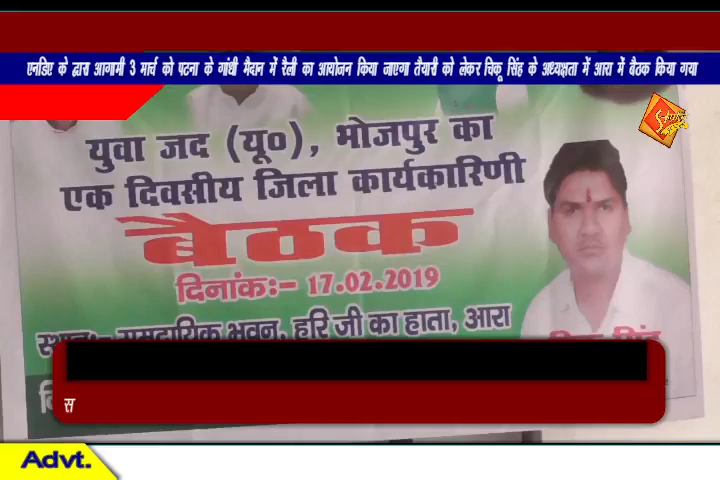 एनडिए के द्वारा आगामी 3 मार्च को पटना के गांधी मैदान में रैली का आयोजन किया जाएगा तैयारी को लेकर चिकू सिंह के अध्यक्षता में आरा में बैठक किया गया
युवा जद (यू०), भोजपुर का
एक दिवसीय जिला कार्यकारिणी
बैठक
दिनांक:- 17.02.2019
स्थान:- सामुदायिक भवन, हरि जी का हाता, आरा
सिंह
स
Advt.